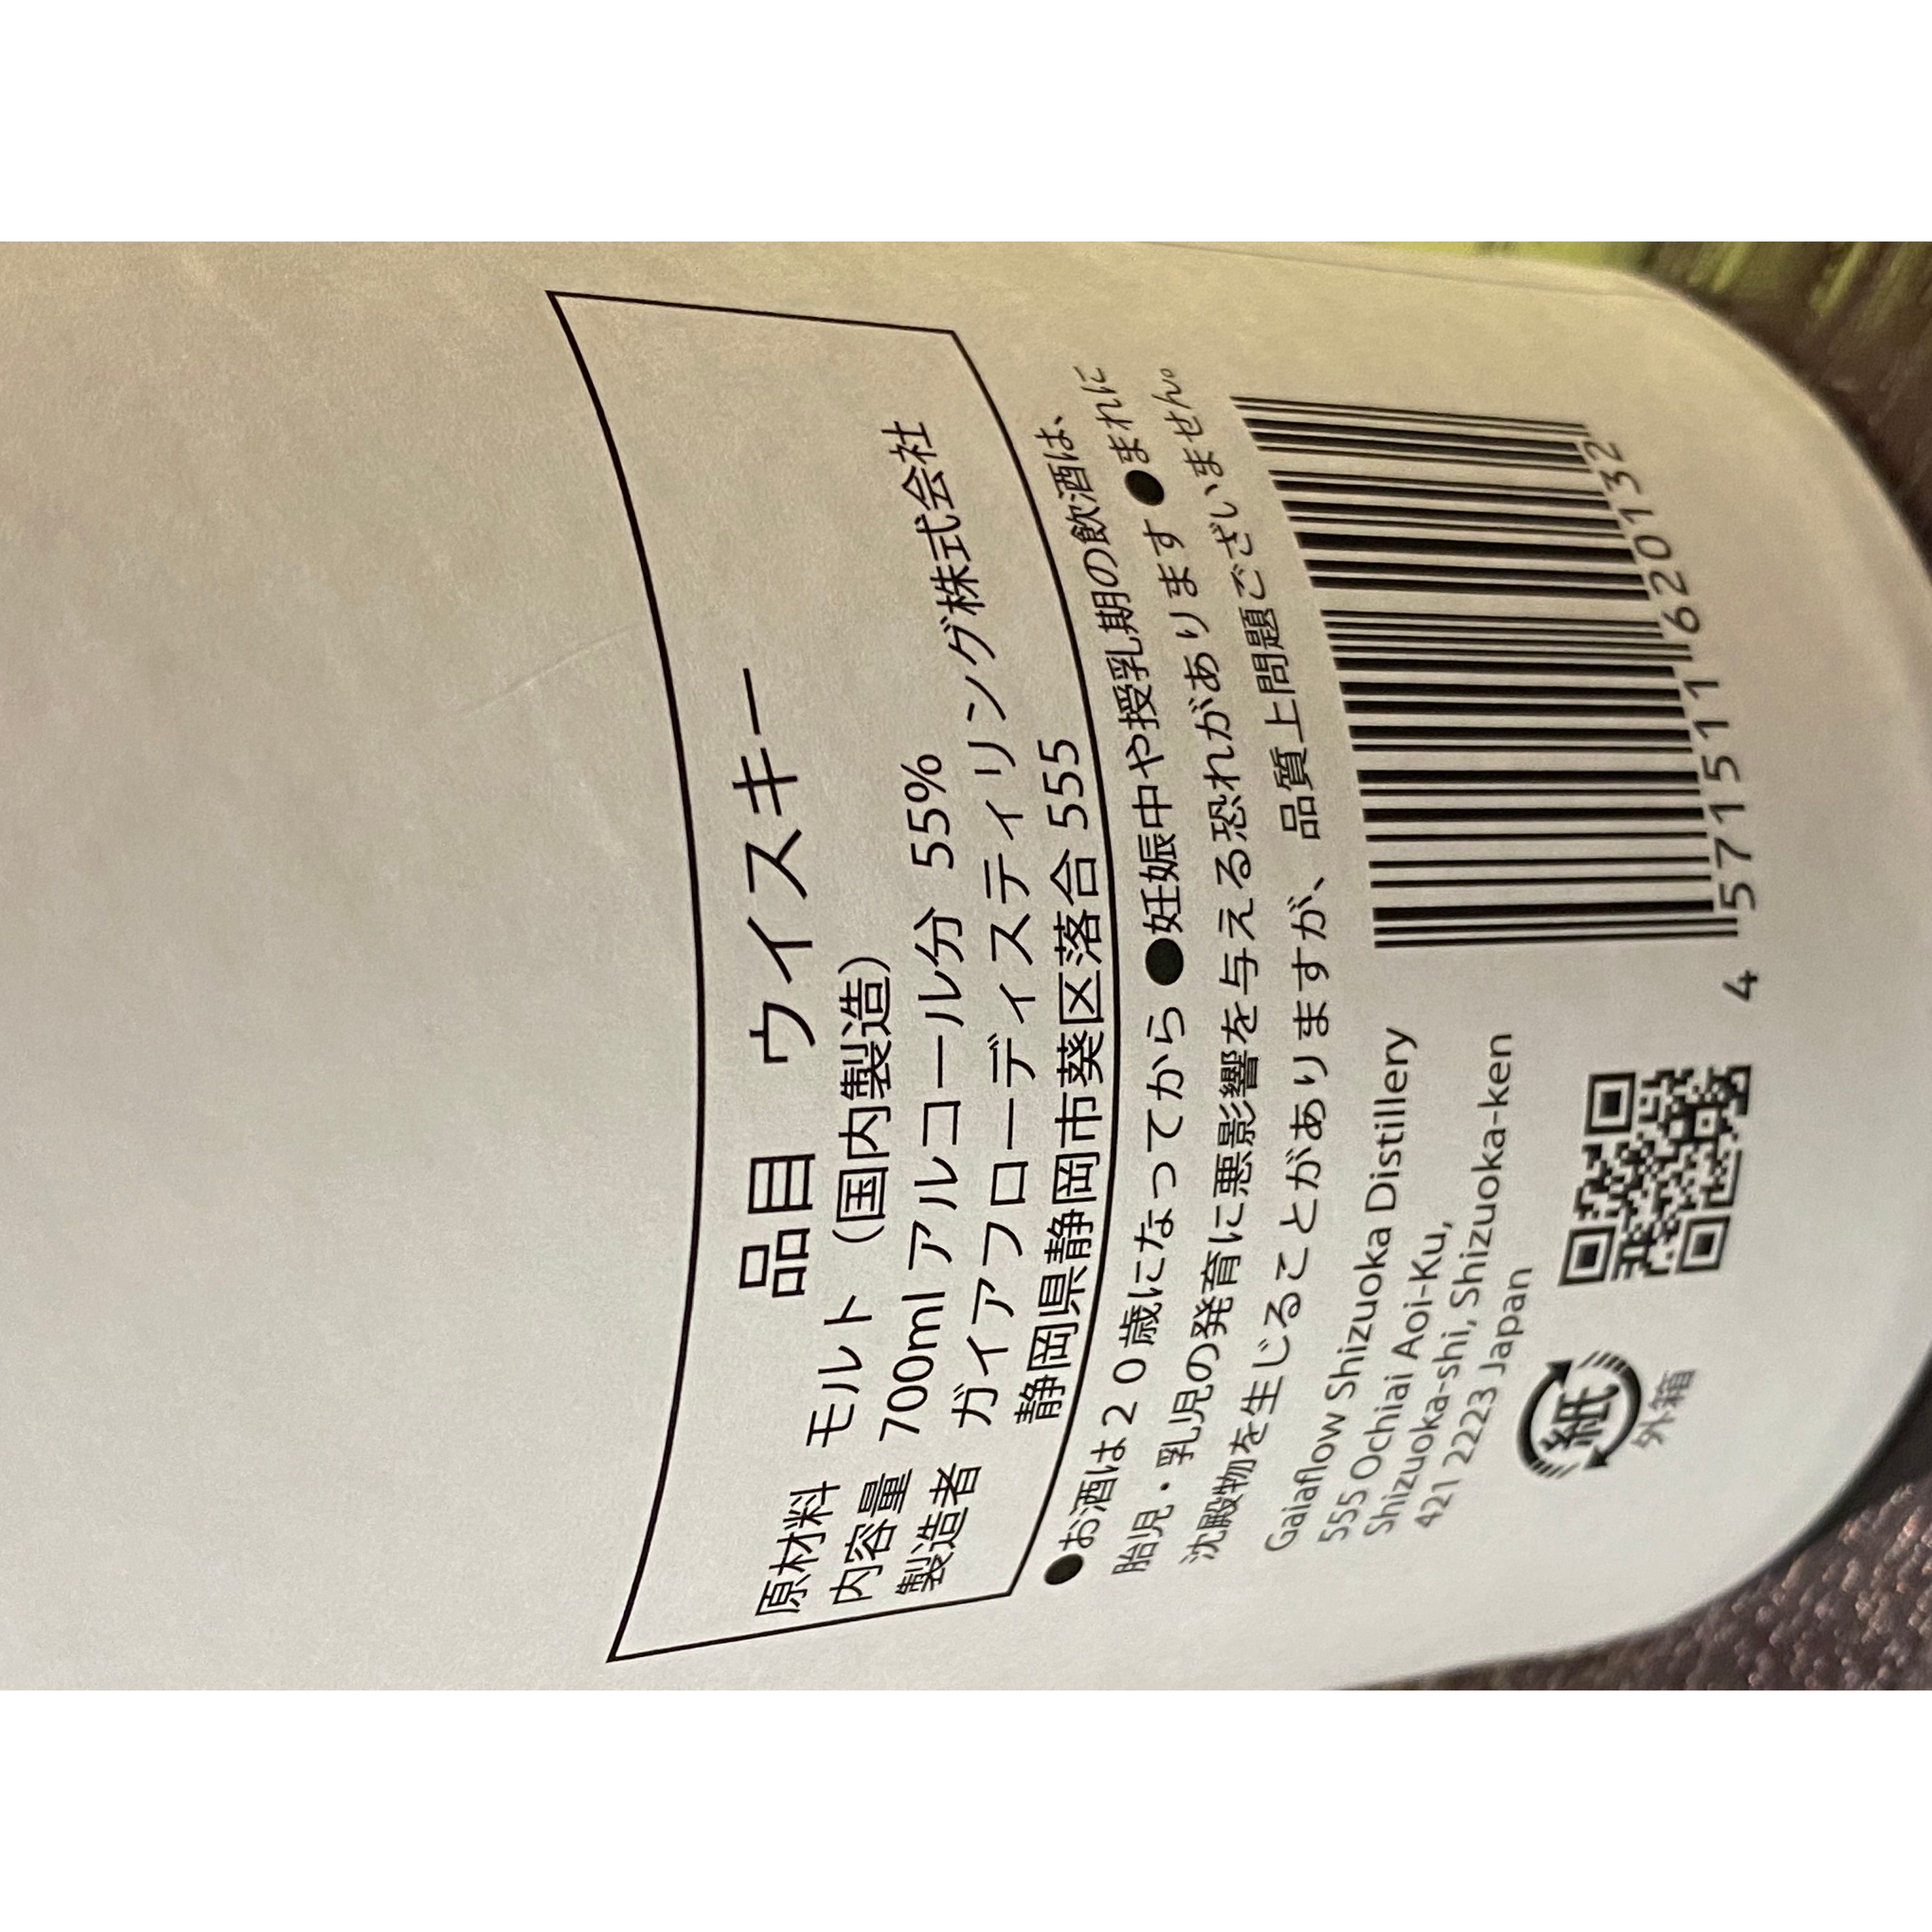 品目 ウィスキー
原材料 モルト（国内製造）
内容量 700ml アルコール分 55%
製造者 ガイアフローディスティリング株式会社
静岡県静岡市葵区落合 555
●お酒は２０歳になってから ●妊娠中や授乳期の飲酒は、
胎児・乳児の発育に悪影響を与える恐れがあります ●まれに
沈殿物を生じることがありますが、品質上問題ございません。
Gaiaflow Shizuoka Distillery
555 Ochiai Aoi-Ku,
Shizuoka-shi, Shizuoka-ken
421 2223 Japan
紙
外箱
4 571511 620132